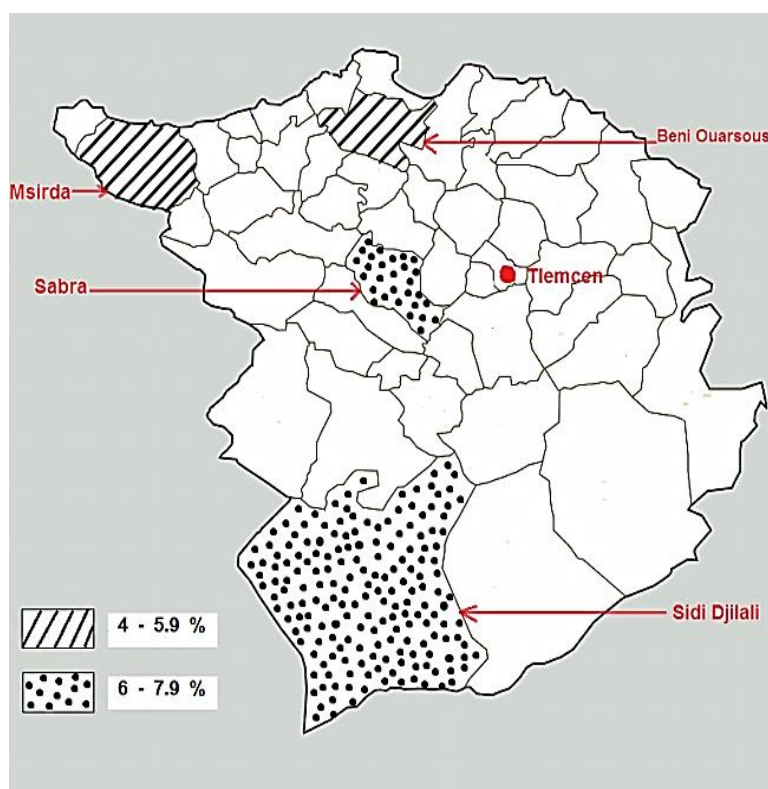 Beni Ouarsous
Msirda
Tlemcen
Sabra
4 - 5.9 %
Sidi Djilali
6 - 7.9 %